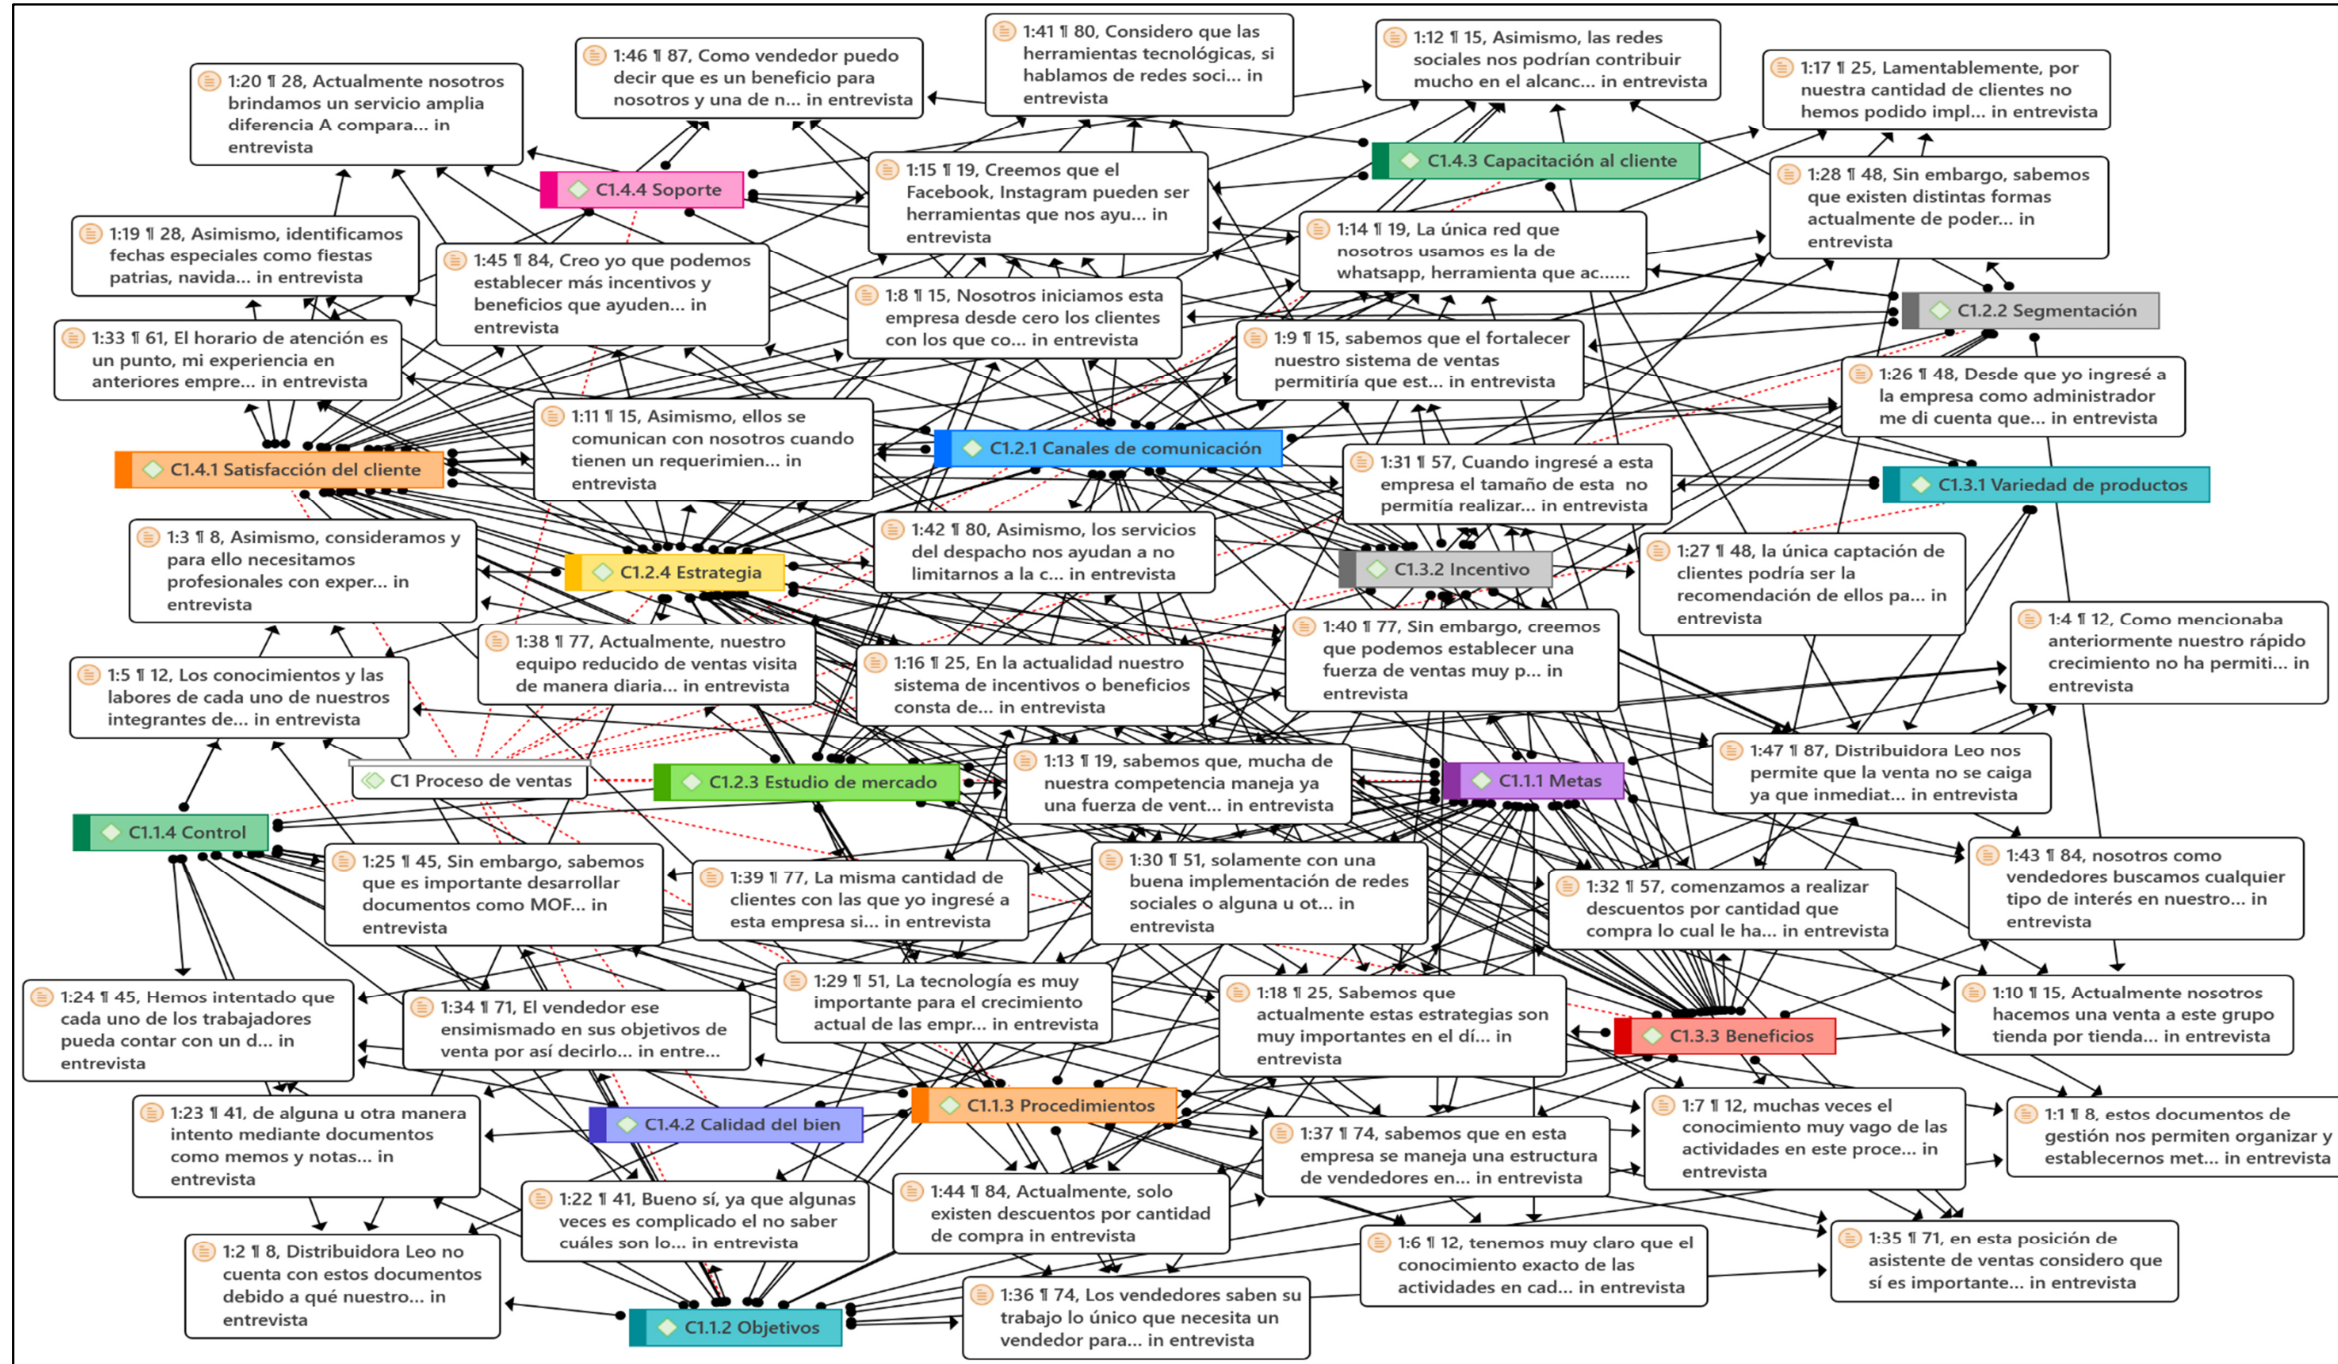 1:41 ¶ 80, Considero que las
herramientas tecnológicas, si
hablamos de redes soci... in
entrevista
1:12 ¶ 15, Asimismo, las redes
sociales nos podrían contribuir
mucho en el alcanc... in entrevista
1:46 ¶ 87, Como vendedor puedo
decir que es un beneficio para
nosotros y una de n... in entrevista
1:17 ¶ 25, Lamentablemente, por
nuestra cantidad de clientes no
hemos podido impl... in entrevista
1:20 ¶ 28, Actualmente nosotros
brindamos un servicio amplia
diferencia A compara... in
entrevista
C1.4.3 Capacitación al cliente
C1.4.4 Soporte
1:15 ¶ 19, Creemos que el
Facebook, Instagram pueden ser
herramientas que nos ayu... in
entrevista
1:28 ¶ 48, Sin embargo, sabemos
que existen distintas formas
actualmente de poder... in
entrevista
1:14 ¶ 19, La única red que
nosotros usamos es la de
whatsapp, herramienta que ac......
1:19 ¶ 28, Asimismo, identificamos
fechas especiales como fiestas
patrias, navida... in entrevista
1:45 ¶ 84, Creo yo que podemos
establecer más incentivos y
beneficios que ayuden... in
entrevista
1:8 ¶ 15, Nosotros iniciamos esta
empresa desde cero los clientes
con los que co... in entrevista
C1.2.2 Segmentación
1:33 ¶ 61, El horario de atención es
un punto, mi experiencia en
anteriores empre... in entrevista
1:9 ¶ 15, sabemos que el fortalecer
nuestro sistema de ventas
permitiría que est... in entrevista
1:26 ¶ 48, Desde que yo ingresé a
la empresa como administrador
me di cuenta que... in entrevista
1:11 ¶ 15, Asimismo, ellos se
comunican con nosotros cuando
tienen un requerimien... in
entrevista
C1.2.1 Canales de comunicación
C1.4.1 Satisfacción del cliente
1:31 ¶ 57, Cuando ingresé a esta
empresa el tamaño de esta no
permitía realizar... in entrevista
C1.3.1 Variedad de productos
1:3 ¶ 8, Asimismo, consideramos y
para ello necesitamos
profesionales con exper... in
entrevista
1:42 ¶ 80, Asimismo, los servicios
del despacho nos ayudan a no
limitarnos a la c... in entrevista
C1.2.4 Estrategia
C1.3.2 Incentivo
1:27 ¶ 48, la única captación de
clientes podría ser la
recomendación de ellos pa... in
entrevista
1:38 ¶ 77, Actualmente, nuestro
equipo reducido de ventas visita
de manera diaria... in entrevista
1:40 ¶ 77, Sin embargo, creemos
que podemos establecer una
fuerza de ventas muy p... in
entrevista
1:4 ¶ 12, Como mencionaba
anteriormente nuestro rápido
crecimiento no ha permiti... in
entrevista
1:5 ¶ 12, Los conocimientos y las
labores de cada uno de nuestros
integrantes de... in entrevista
1:16 ¶ 25, En la actualidad nuestro
sistema de incentivos o beneficios
consta de... in entrevista
C1 Proceso de ventas
C1.2.3 Estudio de mercado
1:13 ¶ 19, sabemos que, mucha de
nuestra competencia maneja ya
una fuerza de vent... in entrevista
C1.1.1 Metas
1:47 ¶ 87, Distribuidora Leo nos
permite que la venta no se caiga
ya que inmediat... in entrevista
C1.1.4 Control
1:25 ¶ 45, Sin embargo, sabemos
que es importante desarrollar
documentos como MOF... in
entrevista
1:39 ¶ 77, La misma cantidad de
clientes con las que yo ingresé a
esta empresa si... in entrevista
1:30 ¶ 51, solamente con una
buena implementación de redes
sociales o alguna u ot... in
entrevista
1:32 ¶ 57, comenzamos a realizar
descuentos por cantidad que
compra lo cual le ha... in entrevista
1:43 ¶ 84, nosotros como
vendedores buscamos cualquier
tipo de interés en nuestro... in
entrevista
1:24 ¶ 45, Hemos intentado que
cada uno de los trabajadores
pueda contar con un d... in
entrevista
1:34 ¶ 71, El vendedor ese
ensimismado en sus objetivos de
venta por así decirlo... in entre...
1:29 ¶ 51, La tecnología es muy
importante para el crecimiento
actual de las empr... in entrevista
1:18 ¶ 25, Sabemos que
actualmente estas estrategias son
muy importantes en el dí... in
entrevista
1:10 ¶ 15, Actualmente nosotros
hacemos una venta a este grupo
tienda por tienda... in entrevista
C1.3.3 Beneficios
1:23 ¶ 41, de alguna u otra manera
intento mediante documentos
como memos y notas... in
entrevista
C1.4.2 Calidad del bien
C1.1.3 Procedimientos
1:37 ¶ 74, sabemos que en esta
empresa se maneja una estructura
de vendedores en... in entrevista
1:7 ¶ 12, muchas veces el
conocimiento muy vago de las
actividades en este proce... in
entrevista
1:1 ¶ 8, estos documentos de
gestión nos permiten organizar y
establecernos met... in entrevista
1:22 ¶ 41, Bueno sí, ya que algunas
veces es complicado el no saber
cuáles son lo... in entrevista
1:44 ¶ 84, Actualmente, solo
existen descuentos por cantidad
de compra in entrevista
1:2 ¶ 8, Distribuidora Leo no
cuenta con estos documentos
debido a qué nuestro... in
entrevista
1:6 ¶ 12, tenemos muy claro que el
conocimiento exacto de las
actividades en cad... in entrevista
1:35 ¶ 71, en esta posición de
asistente de ventas considero que
sí es importante... in entrevista
1:36 ¶ 74, Los vendedores saben su
trabajo lo único que necesita un
vendedor para... in entrevista
C1.1.2 Objetivos